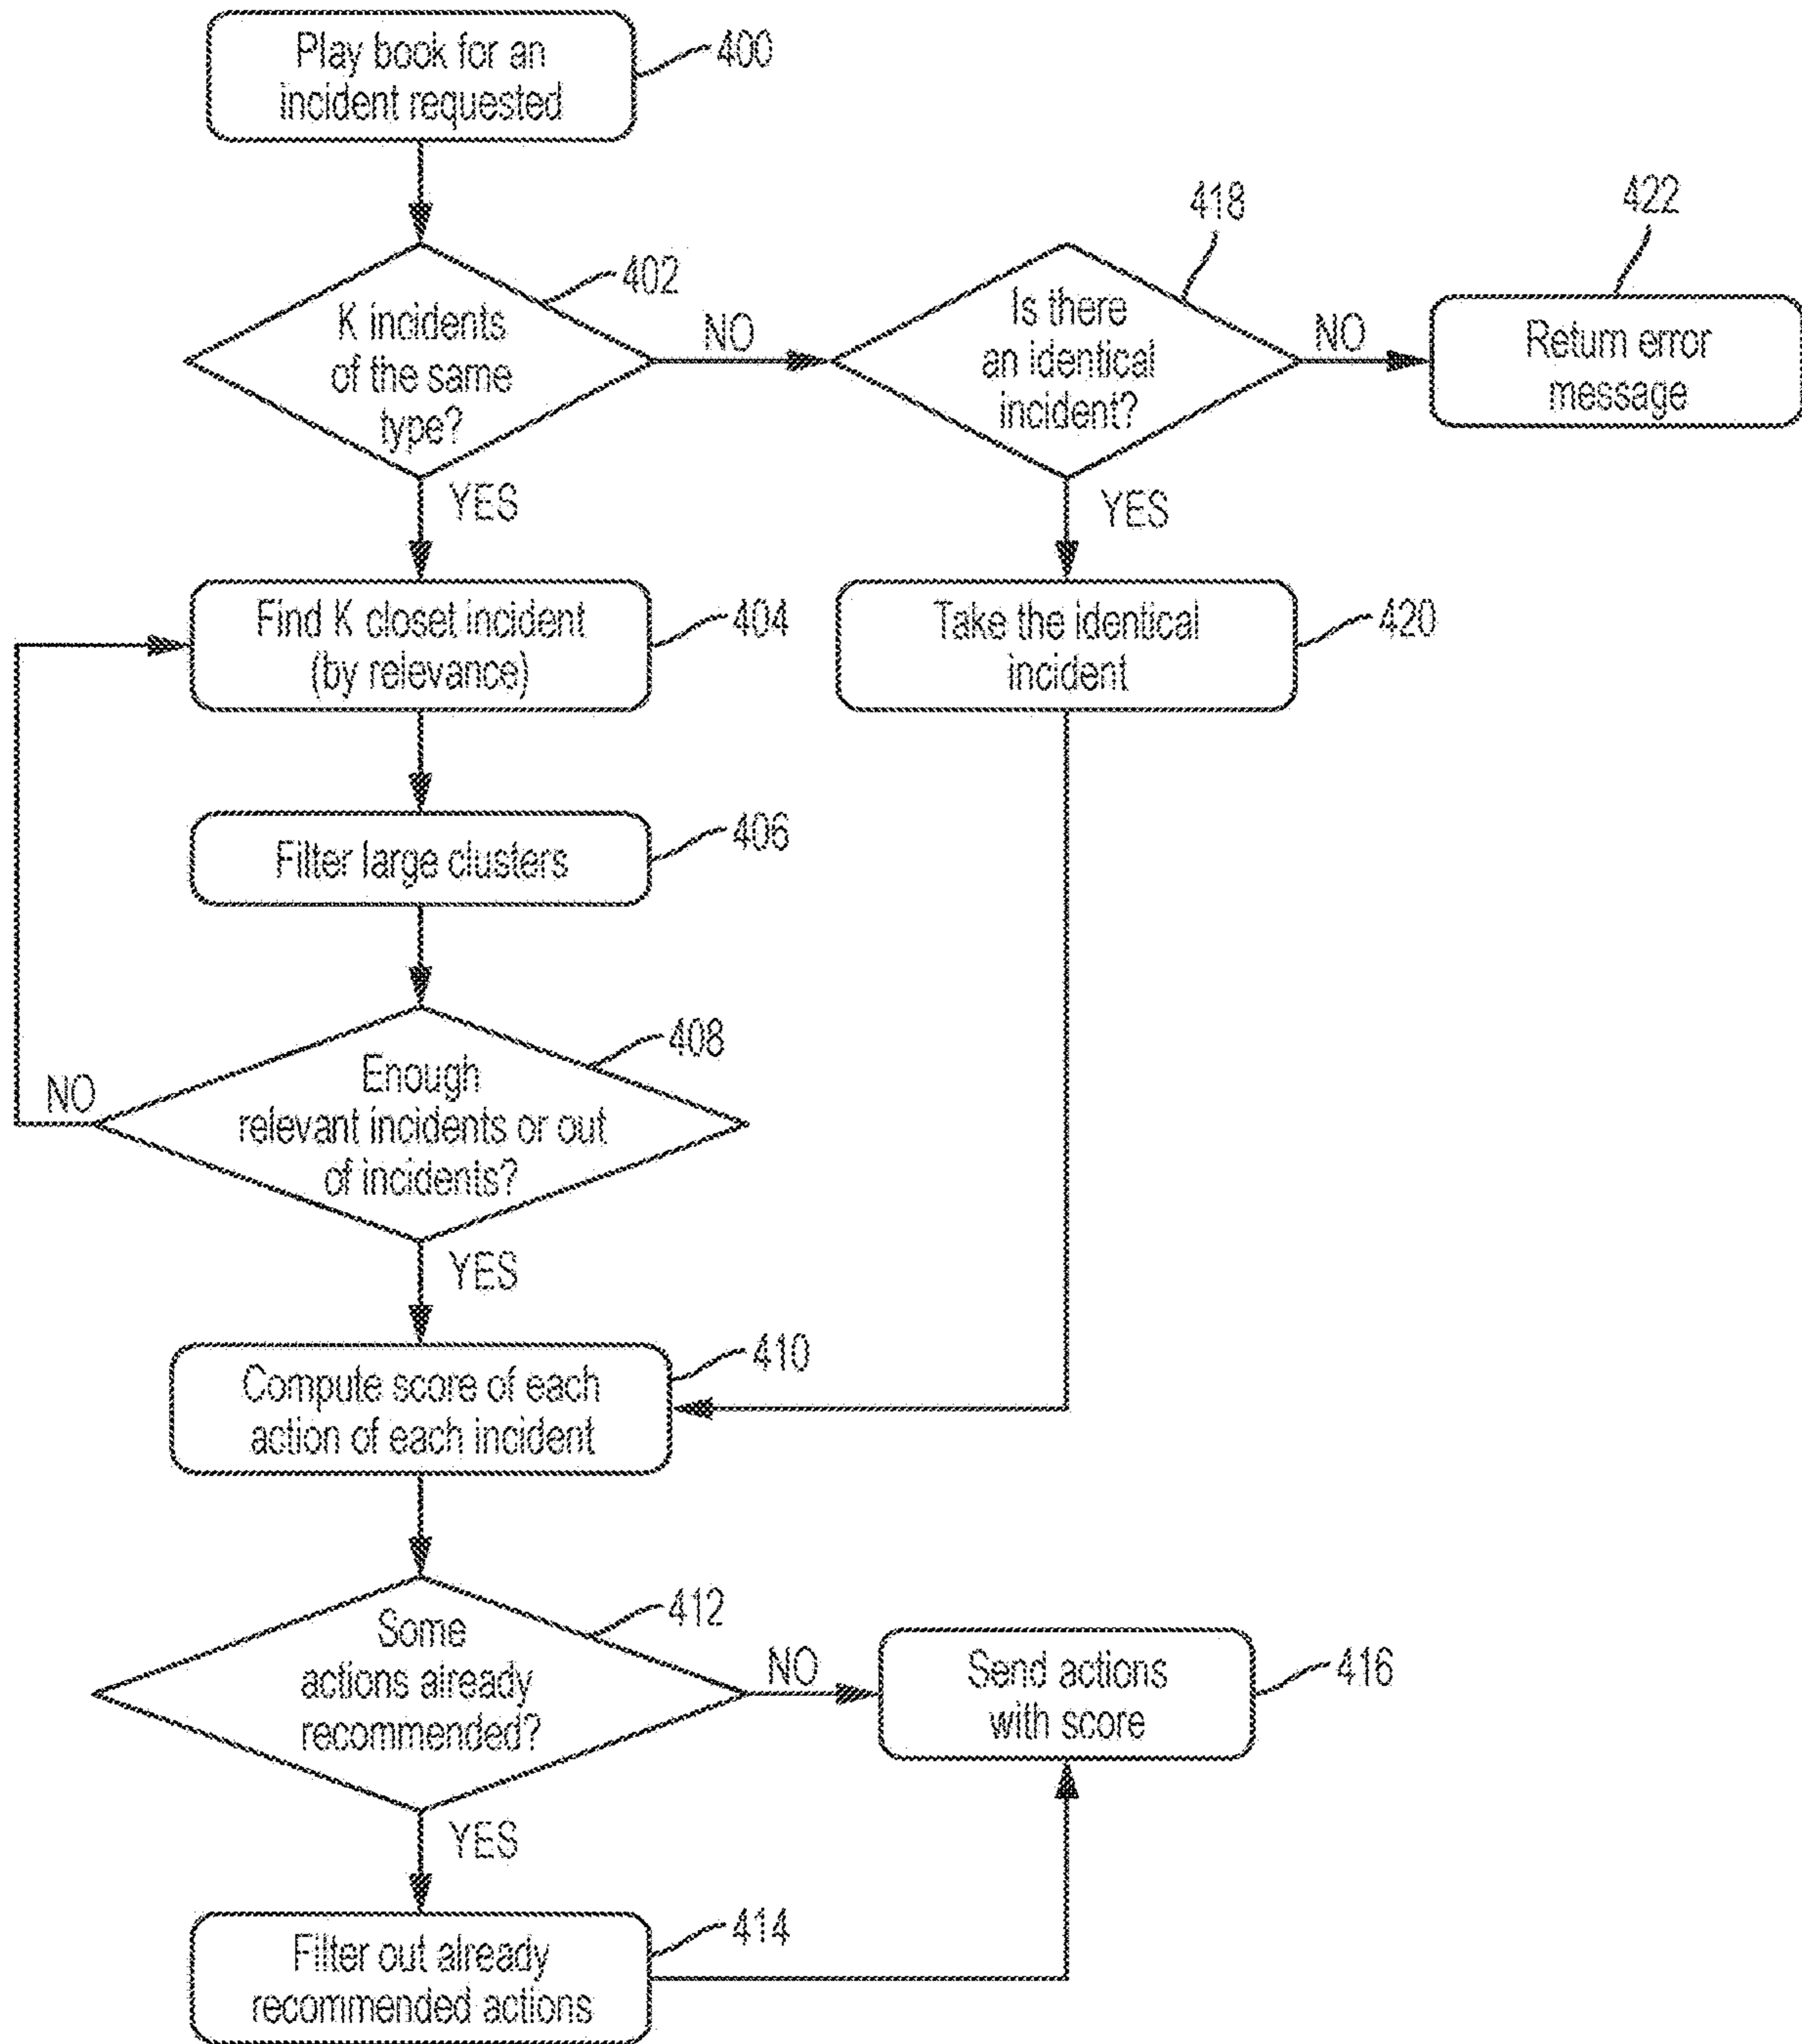 Play book for an
incident requested
400
K incidents
of the same
type?
402
NO
YES
Is there
an identical
incident?
418
NO
YES
Return error
message
422
Find K closet incident
(by relevance)
404
Take the identical
incident
420
Filter large clusters
406
Enough
relevant incidents or out
of incidents?
408
NO
YES
Compute score of each
action of each incident
410
Some
actions already
recommended?
412
NO
YES
Send actions
with score
416
Filter out already
recommended actions
414